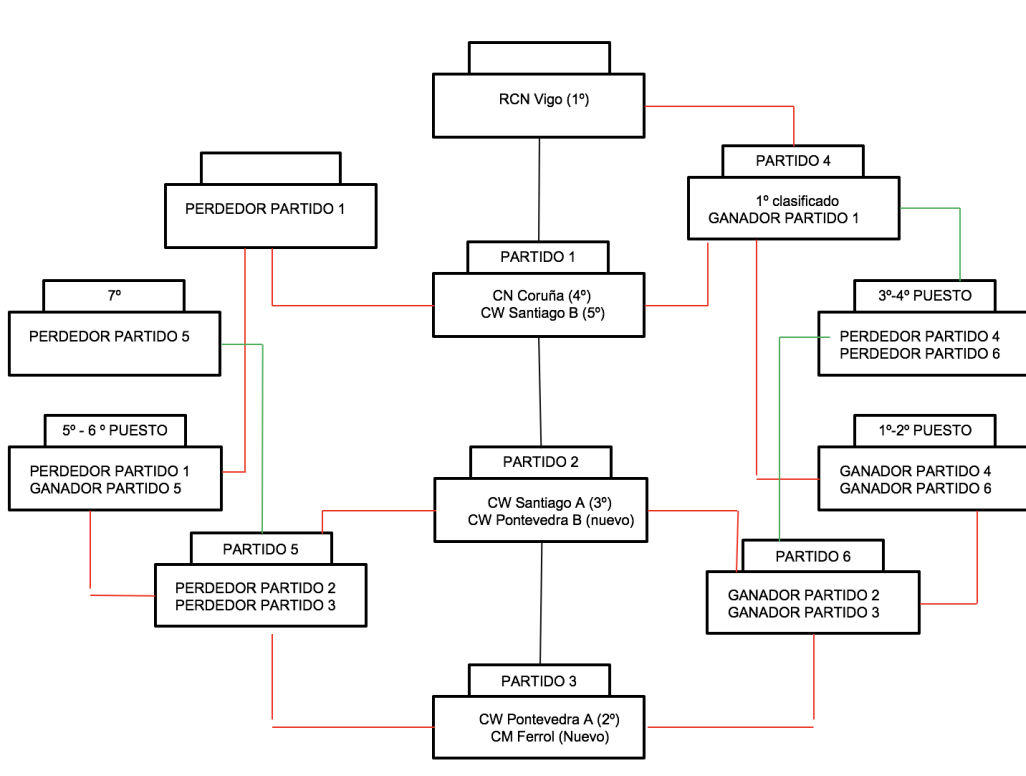 RCN Vigo (1º)
PARTIDO 4
1º clasificado
GANADOR PARTIDO 1
PERDEDOR PARTIDO 1
PARTIDO 1
CN Coruña (4º)
CW Santiago B (5º)
7º
PERDEDOR PARTIDO 5
3º-4º PUESTO
PERDEDOR PARTIDO 4
PERDEDOR PARTIDO 6
5º - 6 º PUESTO
PERDEDOR PARTIDO 1
GANADOR PARTIDO 5
1º-2º PUESTO
GANADOR PARTIDO 4
GANADOR PARTIDO 6
PARTIDO 2
CW Santiago A (3º)
CW Pontevedra B (nuevo)
PARTIDO 5
PERDEDOR PARTIDO 2
PERDEDOR PARTIDO 3
PARTIDO 6
GANADOR PARTIDO 2
GANADOR PARTIDO 3
PARTIDO 3
CW Pontevedra A (2º)
CM Ferrol (Nuevo)